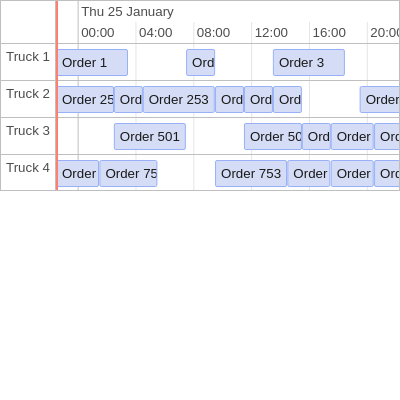 Thu 25 January
00:00 04:00 08:00 12:00 16:00 20:00
Truck 1 Order 1 Ord Order 3
Truck 2 Order 25 Ord Order 253 Ord Ord Ord Order
Truck 3 Order 501 Order 50 Ord Order Ord
Truck 4 Order Order 75 Order 753 Order Order Ord